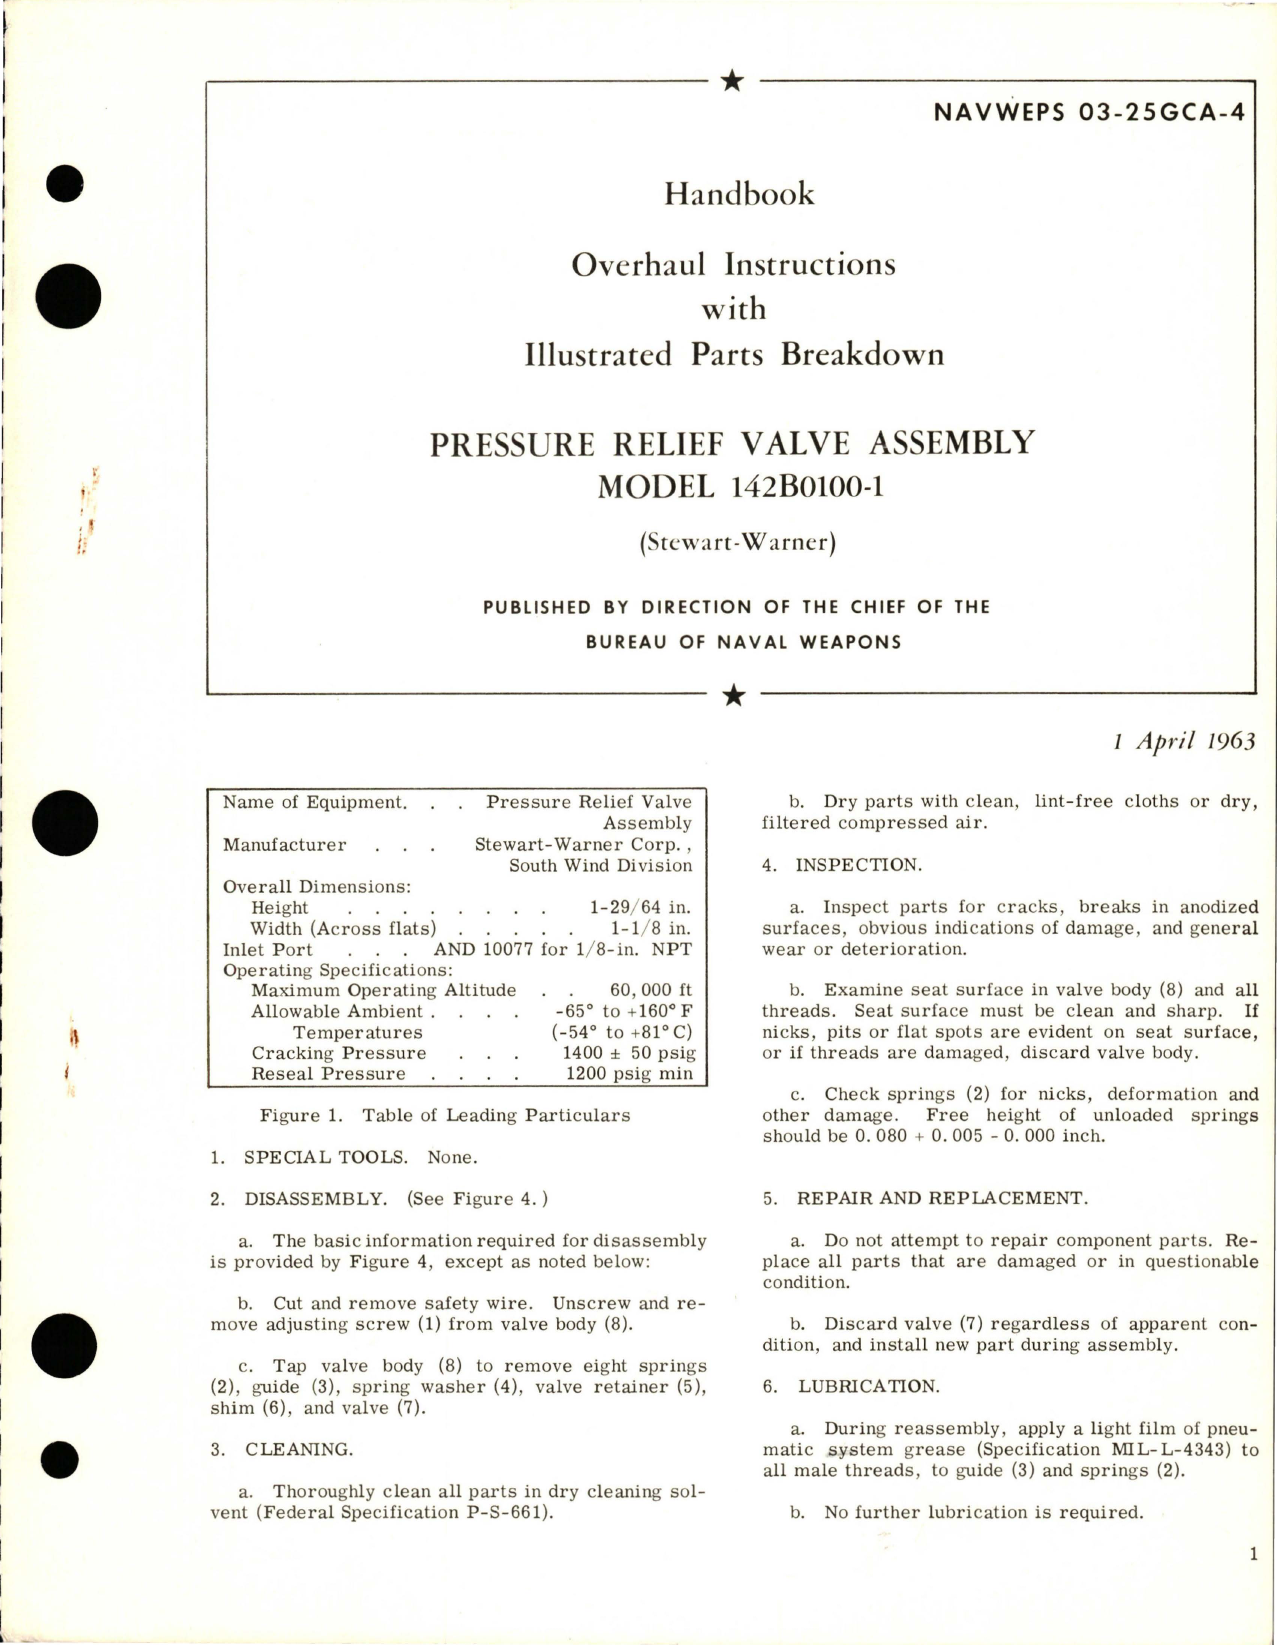 NAVWEPS 03-25GCA-4
Handbook
Overhaul Instructions
with
Illustrated Parts Breakdown
PRESSURE RELIEF VALVE ASSEMBLY
MODEL 142B0100-1
(Stewart-Warner)
PUBLISHED BY DIRECTION OF THE CHIEF OF THE
BUREAU OF NAVAL WEAPONS
1 April 1963
Name of Equipment. . . Pressure Relief Valve
Assembly
Manufacturer . . . Stewart-Warner Corp.,
South Wind Division
Overall Dimensions:
Height . . . . . . . . 1-29/64 in.
Width (Across flats) . . . . . 1-1/8 in.
Inlet Port . . . AND 10077 for 1/8-in. NPT
Operating Specifications:
Maximum Operating Altitude . . 60,000 ft
Allowable Ambient . . . . -65° to +160°F
Temperatures (-54° to +81°C)
Cracking Pressure . . . 1400 ± 50 psig
Reseal Pressure . . . . 1200 psig min
Figure 1. Table of Leading Particulars
1. SPECIAL TOOLS. None.
2. DISASSEMBLY. (See Figure 4.)
a. The basic information required for disassembly
is provided by Figure 4, except as noted below:
b. Cut and remove safety wire. Unscrew and re-
move adjusting screw (1) from valve body (8).
c. Tap valve body (8) to remove eight springs
(2), guide (3), spring washer (4), valve retainer (5),
shim (6), and valve (7).
3. CLEANING.
a. Thoroughly clean all parts in dry cleaning sol-
vent (Federal Specification P-S-661).
b. Dry parts with clean, lint-free cloths or dry,
filtered compressed air.
4. INSPECTION.
a. Inspect parts for cracks, breaks in anodized
surfaces, obvious indications of damage, and general
wear or deterioration.
b. Examine seat surface in valve body (8) and all
threads. Seat surface must be clean and sharp. If
nicks, pits or flat spots are evident on seat surface,
or if threads are damaged, discard valve body.
c. Check springs (2) for nicks, deformation and
other damage. Free height of unloaded springs
should be 0.080 + 0.005 - 0.000 inch.
5. REPAIR AND REPLACEMENT.
a. Do not attempt to repair component parts. Re-
place all parts that are damaged or in questionable
condition.
b. Discard valve (7) regardless of apparent con-
dition, and install new part during assembly.
6. LUBRICATION.
a. During reassembly, apply a light film of pneu-
matic system grease (Specification MIL-L-4343) to
all male threads, to guide (3) and springs (2).
b. No further lubrication is required.
1